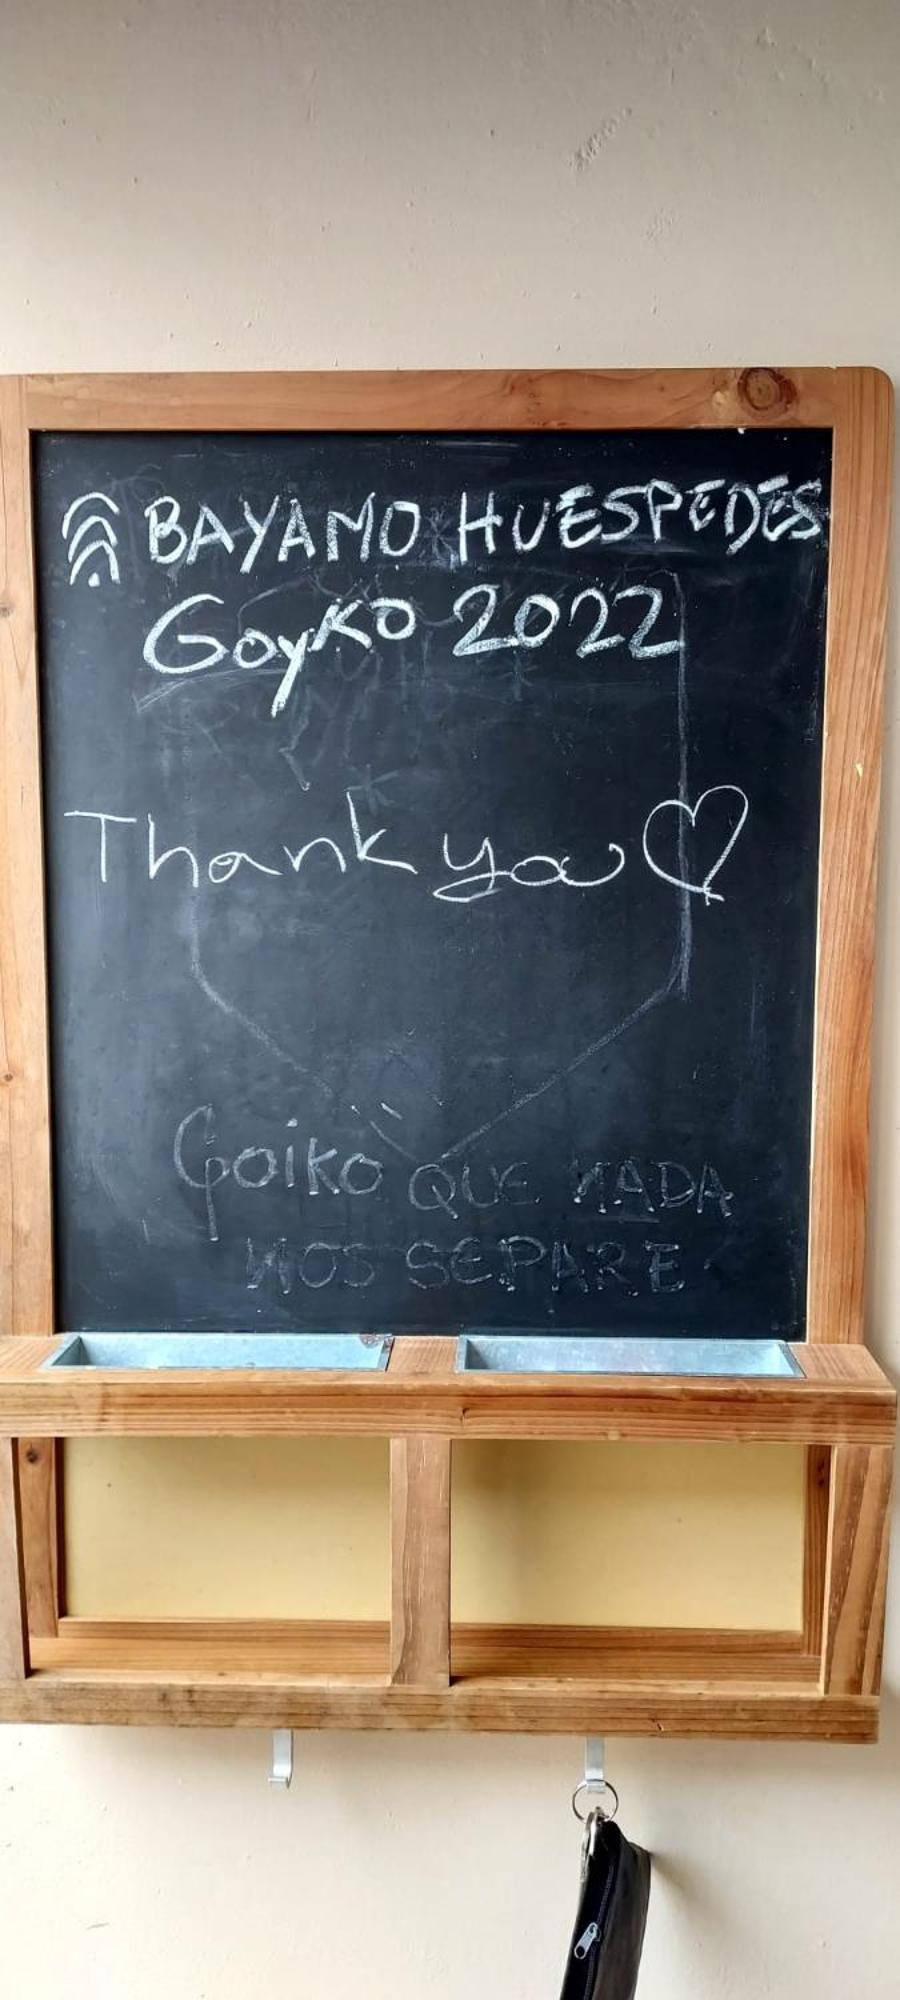 BAYAMO HUESPEDES
Goyko 2022
Thank you
Goiko QUE NADA
NOS SEPARE